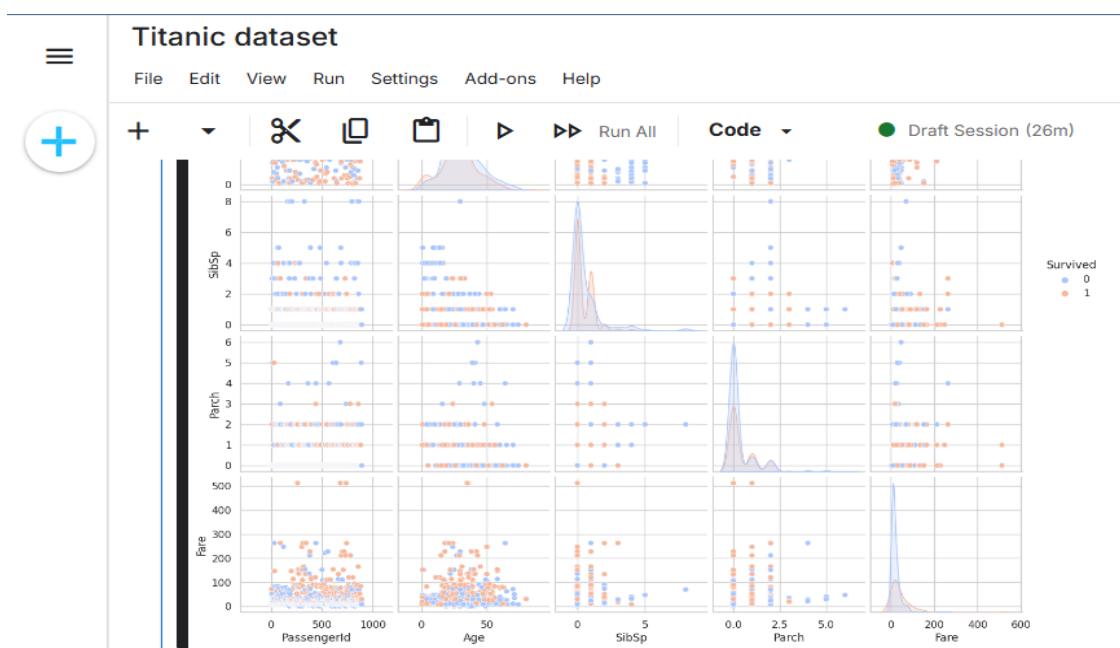 Titanic dataset
File Edit View Run Settings Add-ons Help
Run All Code Draft Session (26m)
0
8
6
4
2
0
SibSp
Survived
0
1
6
5
4
3
2
1
0
Parch
500
400
300
200
100
0
Fare
0 500 1000 0 50 0 5 0.0 2.5 5.0 0 200 400 600
PassengerId Age SibSp Parch Fare